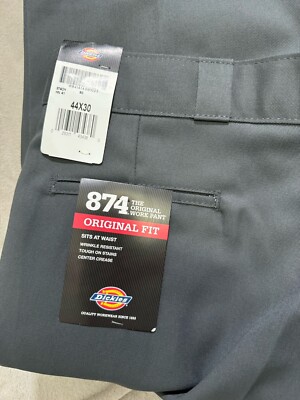 Dickies
44X30
874 THE ORIGINAL WORK PANT
ORIGINAL FIT
SITS AT WAIST
WRINKLE RESISTANT
TOUGH ON STAINS
CENTER CREASE
Dickies
QUALITY WORKWEAR SINCE 1922